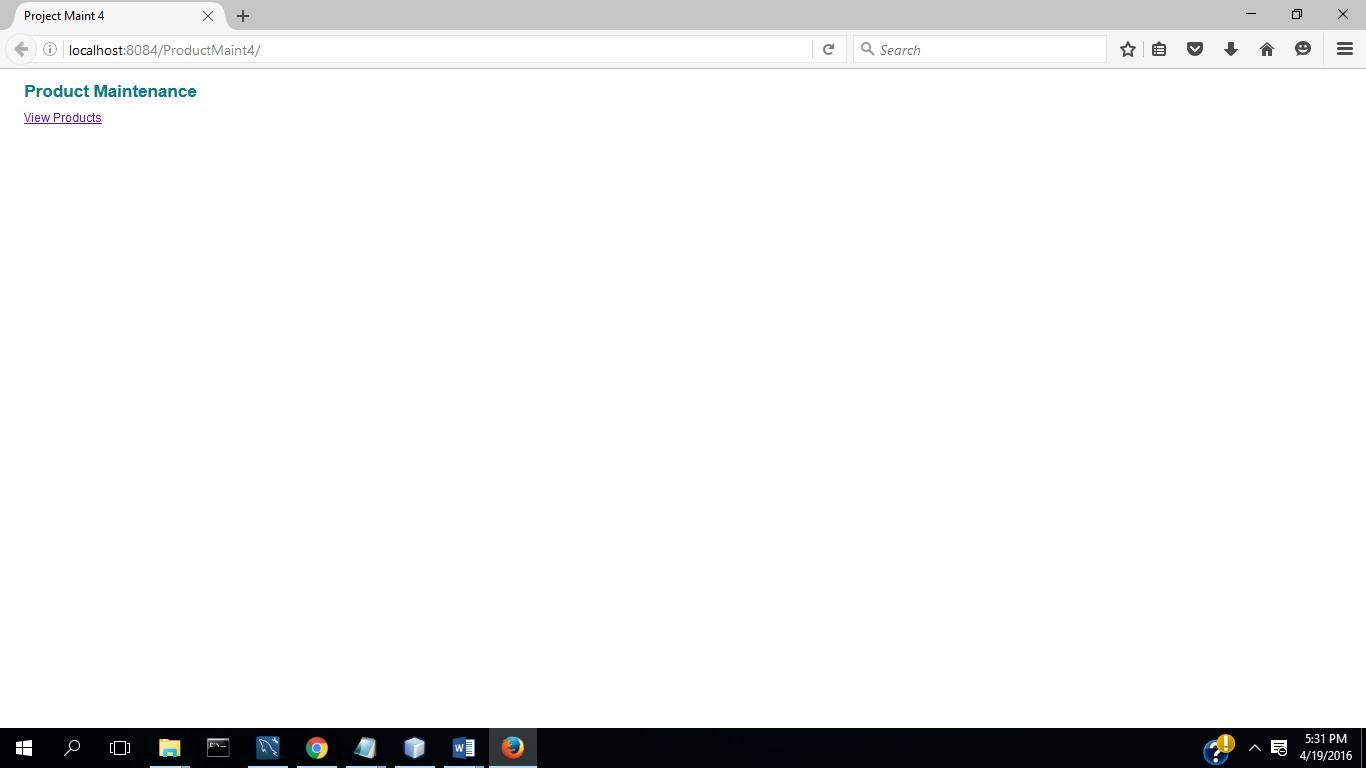 Project Maint 4
localhost:8084/ProductMaint4/
Search
Product Maintenance
View Products
5:31 PM
4/19/2016